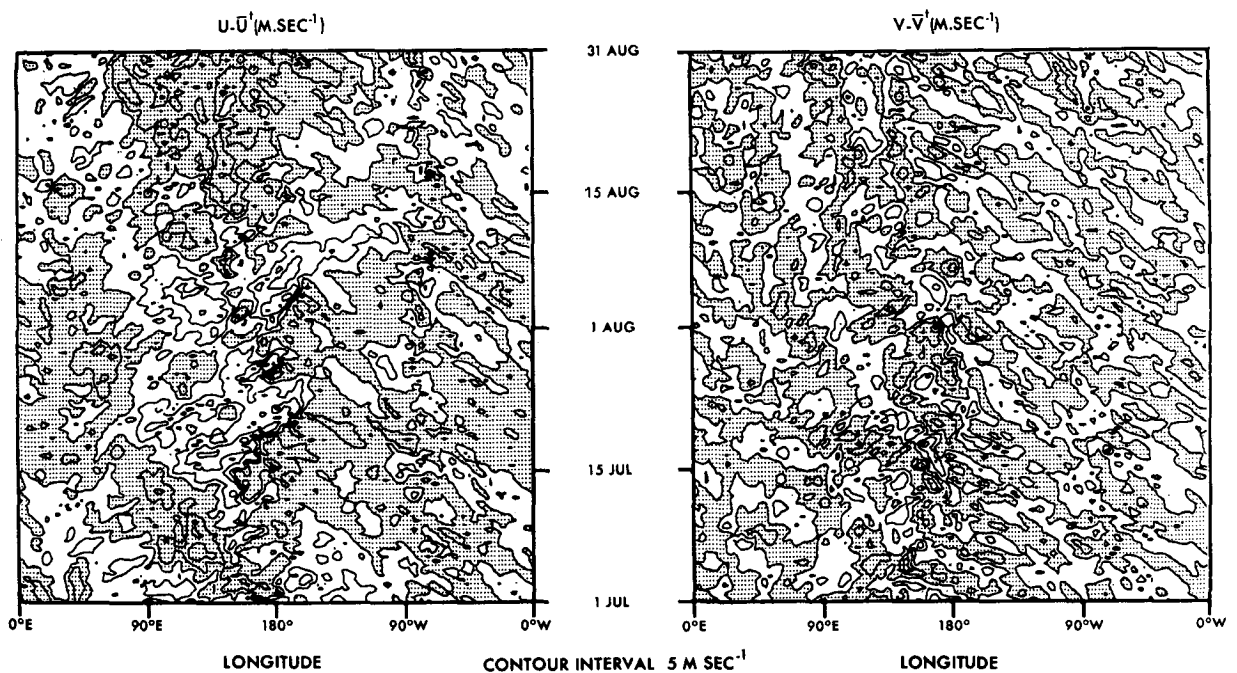 U-Ū^t(M.SEC^-1)
V-V̄^t(M.SEC^-1)
31 AUG
15 AUG
1 AUG
15 JUL
1 JUL
0°E 90°E 180° 90°W 0°W
0°E 90°E 180° 90°W 0°W
LONGITUDE CONTOUR INTERVAL 5 M SEC^-1 LONGITUDE